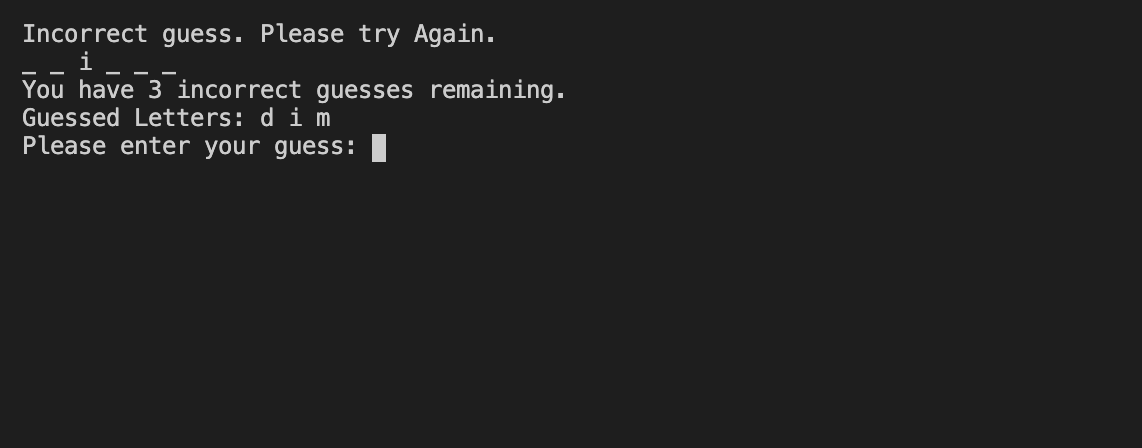 Incorrect guess. Please try Again.
_ _ i _ _ _
You have 3 incorrect guesses remaining.
Guessed Letters: d i m
Please enter your guess: